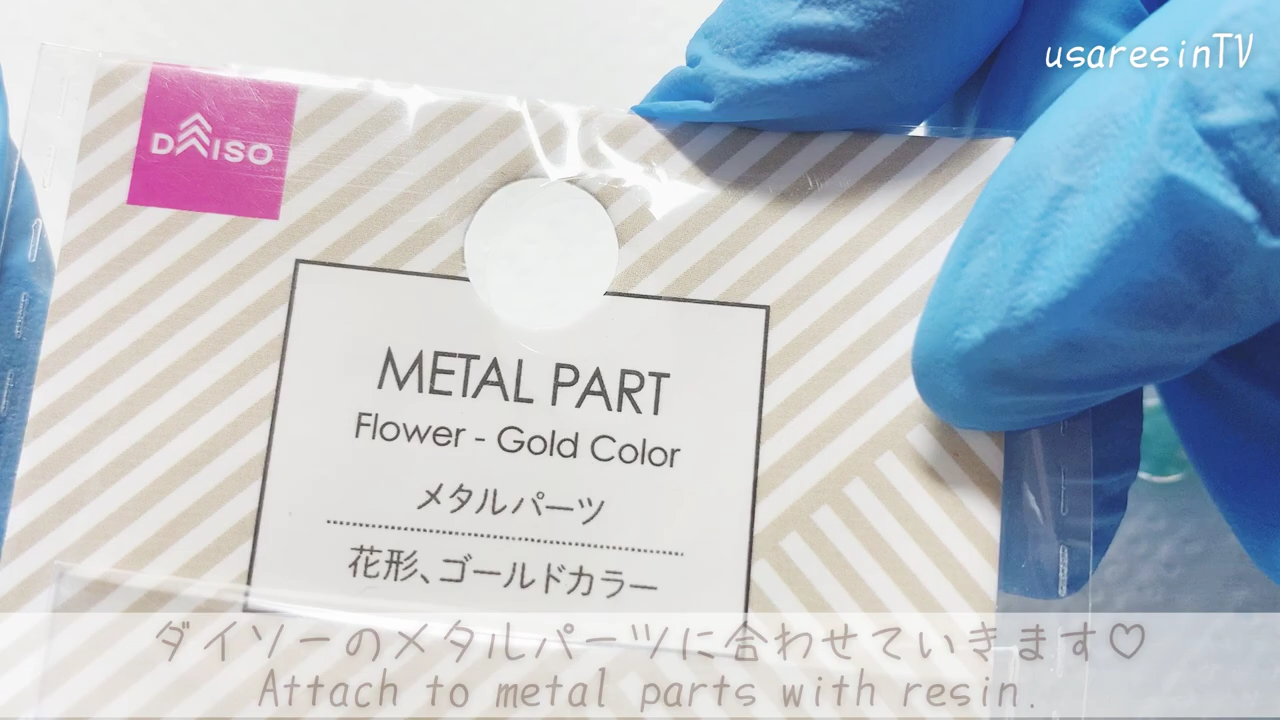 usaresinTV
DAISO
METAL PART
Flower - Gold Color
メタルパーツ
花形、ゴールドカラー
ダイソーのメタルパーツに合わせていきます♡
Attach to metal parts with resin.